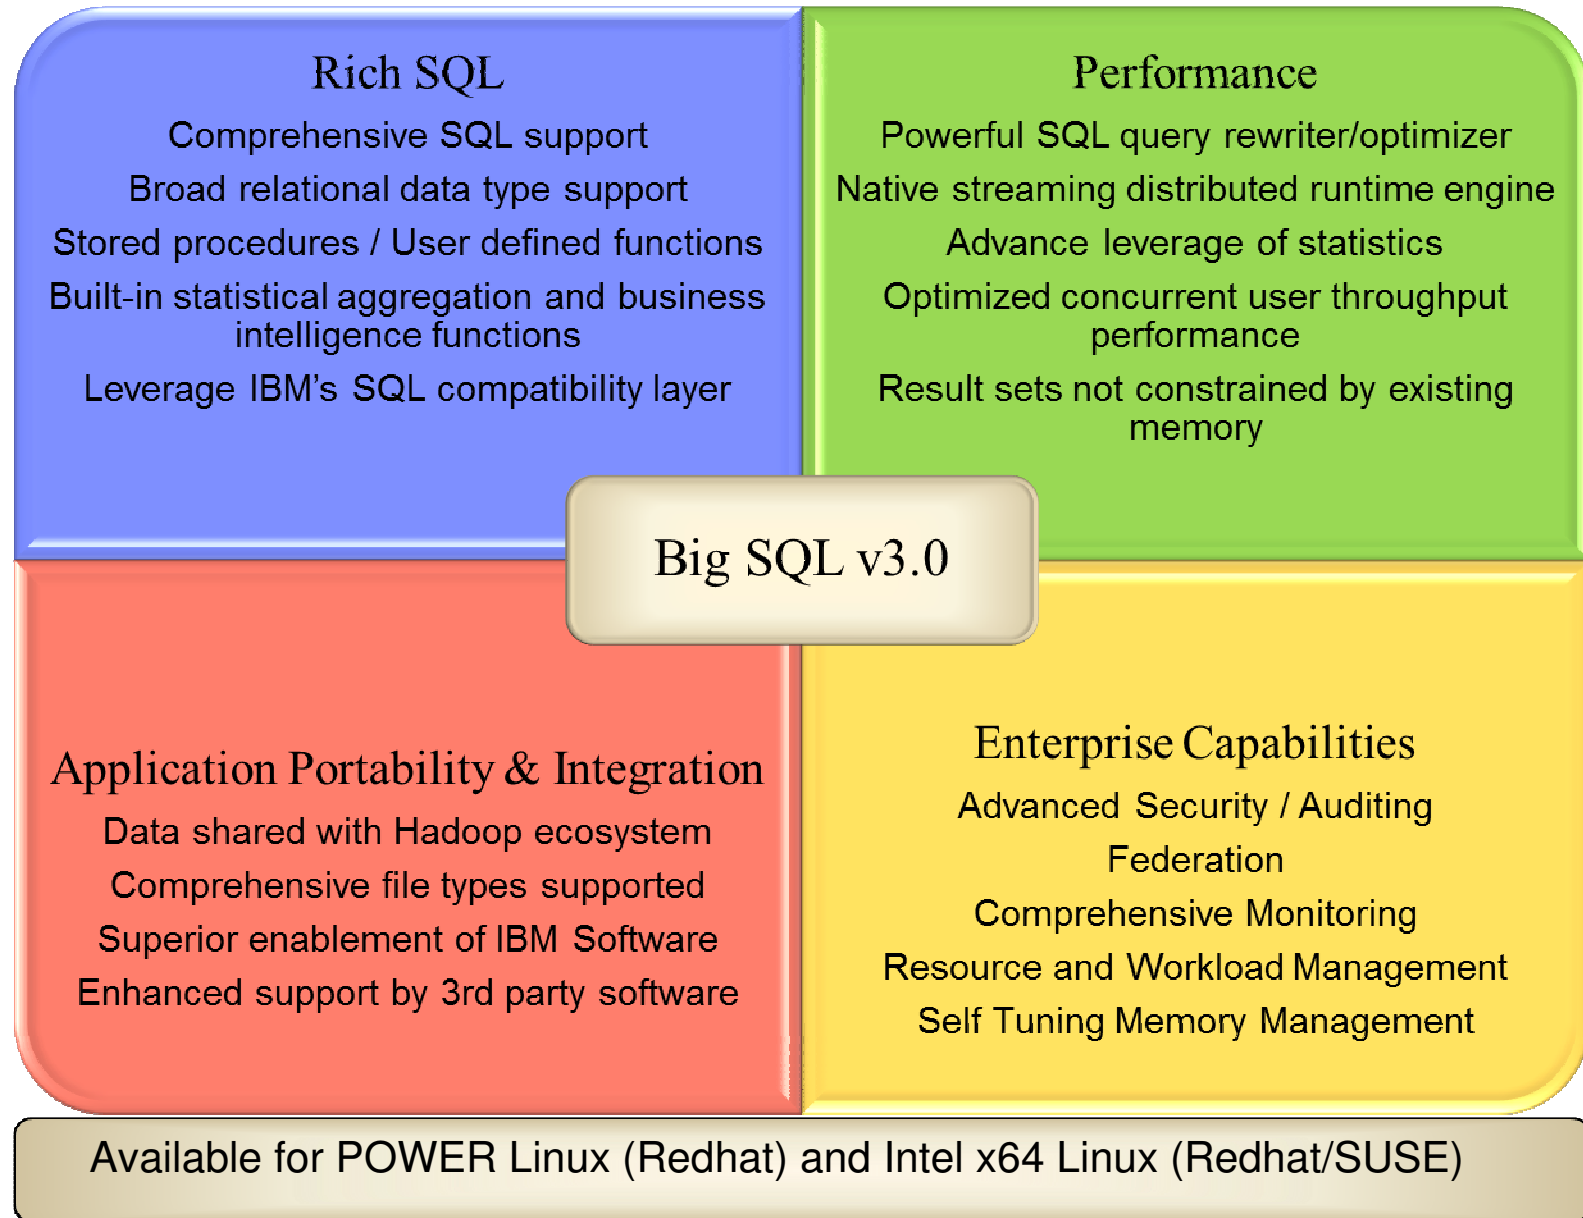 Rich SQL
Comprehensive SQL support
Broad relational data type support
Stored procedures / User defined functions
Built-in statistical aggregation and business
intelligence functions
Leverage IBM's SQL compatibility layer
Performance
Powerful SQL query rewriter/optimizer
Native streaming distributed runtime engine
Advance leverage of statistics
Optimized concurrent user throughput
performance
Result sets not constrained by existing
memory
Big SQL v3.0
Application Portability & Integration
Data shared with Hadoop ecosystem
Comprehensive file types supported
Superior enablement of IBM Software
Enhanced support by 3rd party software
Enterprise Capabilities
Advanced Security / Auditing
Federation
Comprehensive Monitoring
Resource and Workload Management
Self Tuning Memory Management
Available for POWER Linux (Redhat) and Intel x64 Linux (Redhat/SUSE)